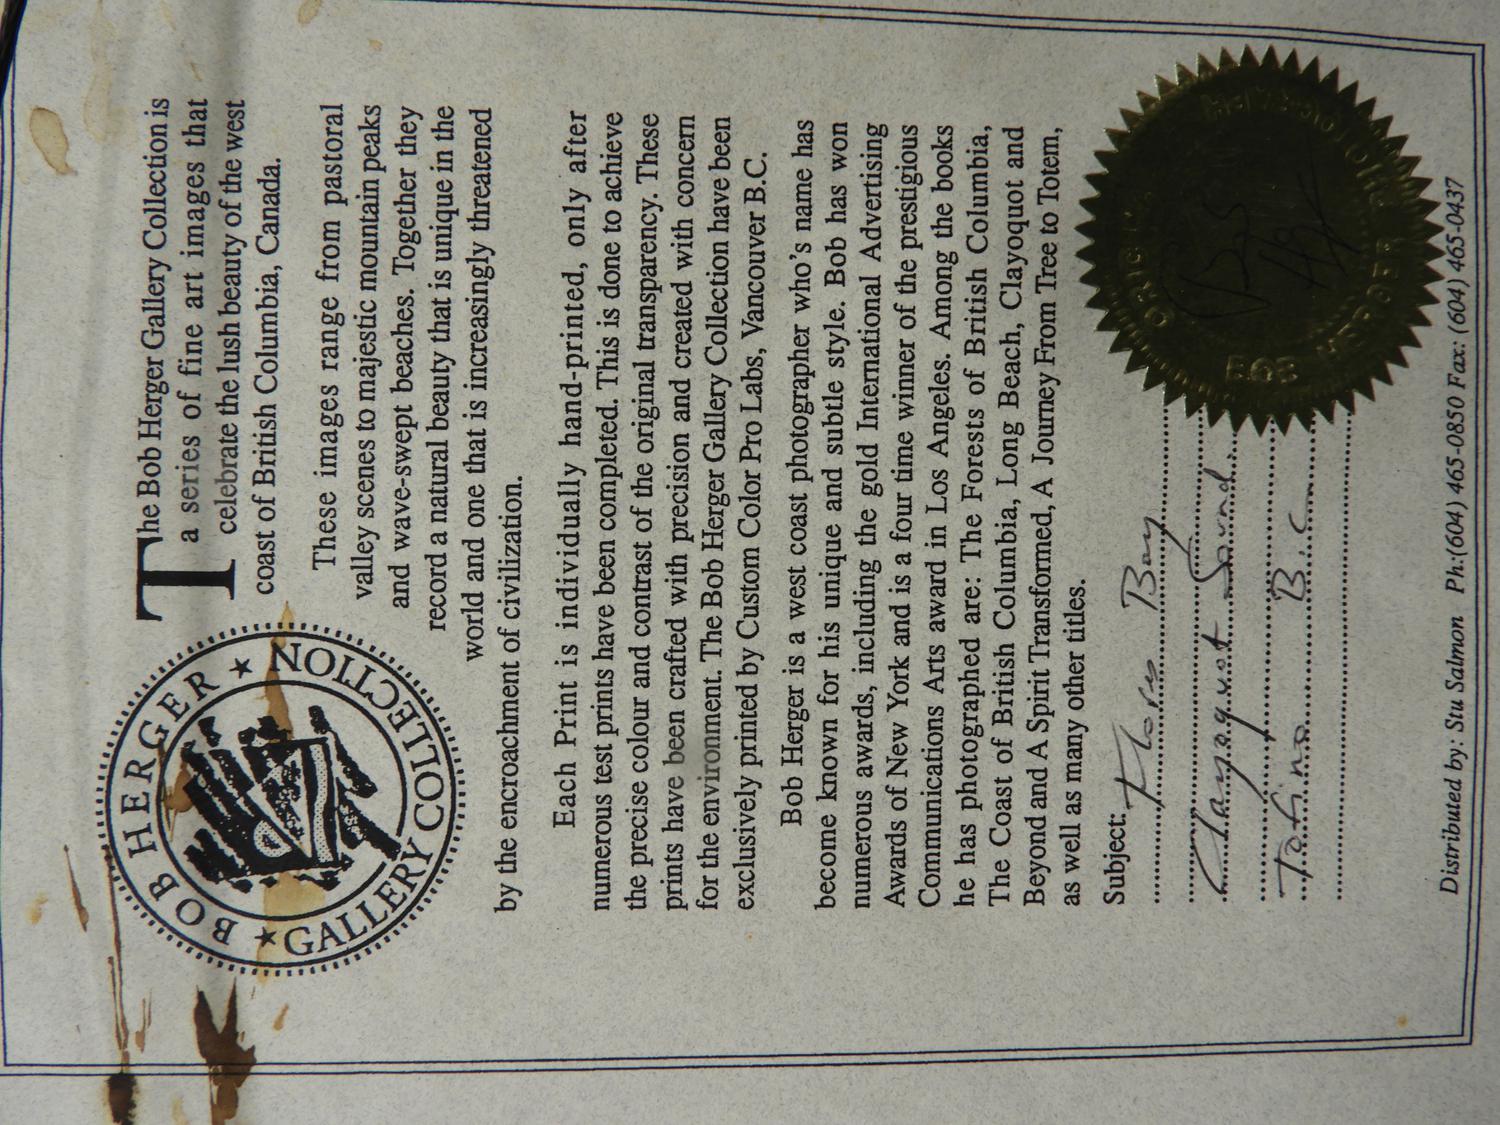 BOB HERGER
GALLERY COLLECTION
The Bob Herger Gallery Collection is
a series of fine art images that
celebrate the lush beauty of the west
coast of British Columbia, Canada.
These images range from pastoral
valley scenes to majestic mountain peaks
and wave-swept beaches. Together they
record a natural beauty that is unique in the
world and one that is increasingly threatened
by the encroachment of civilization.
Each Print is individually hand-printed, only after
numerous test prints have been completed. This is done to achieve
the precise colour and contrast of the original transparency. These
prints have been crafted with precision and created with concern
for the environment. The Bob Herger Gallery Collection have been
exclusively printed by Custom Color Pro Labs, Vancouver B.C.
Bob Herger is a west coast photographer who's name has
become known for his unique and subtle style. Bob has won
numerous awards, including the gold International Advertising
Awards of New York and is a four time winner of the prestigious
Communications Arts award in Los Angeles. Among the books
he has photographed are: The Forests of British Columbia,
The Coast of British Columbia, Long Beach, Clayoquot and
Beyond and A Spirit Transformed, A Journey From Tree to Totem,
as well as many other titles.
Subject: Flores Bay
Clayoquot Sound.
Tofino B.C
BOB HERGER
Distributed by: Stu Salmon Ph:(604) 465-0850 Fax: (604) 465-0437